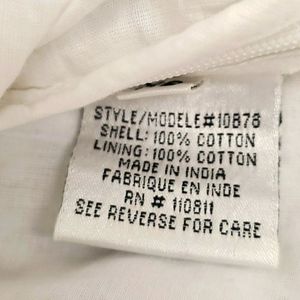 STYLE/MODELE#10878
SHELL: 100% COTTON
LINING: 100% COTTON
MADE IN INDIA
FABRIQUE EN INDE
RN # 110811
SEE REVERSE FOR CARE